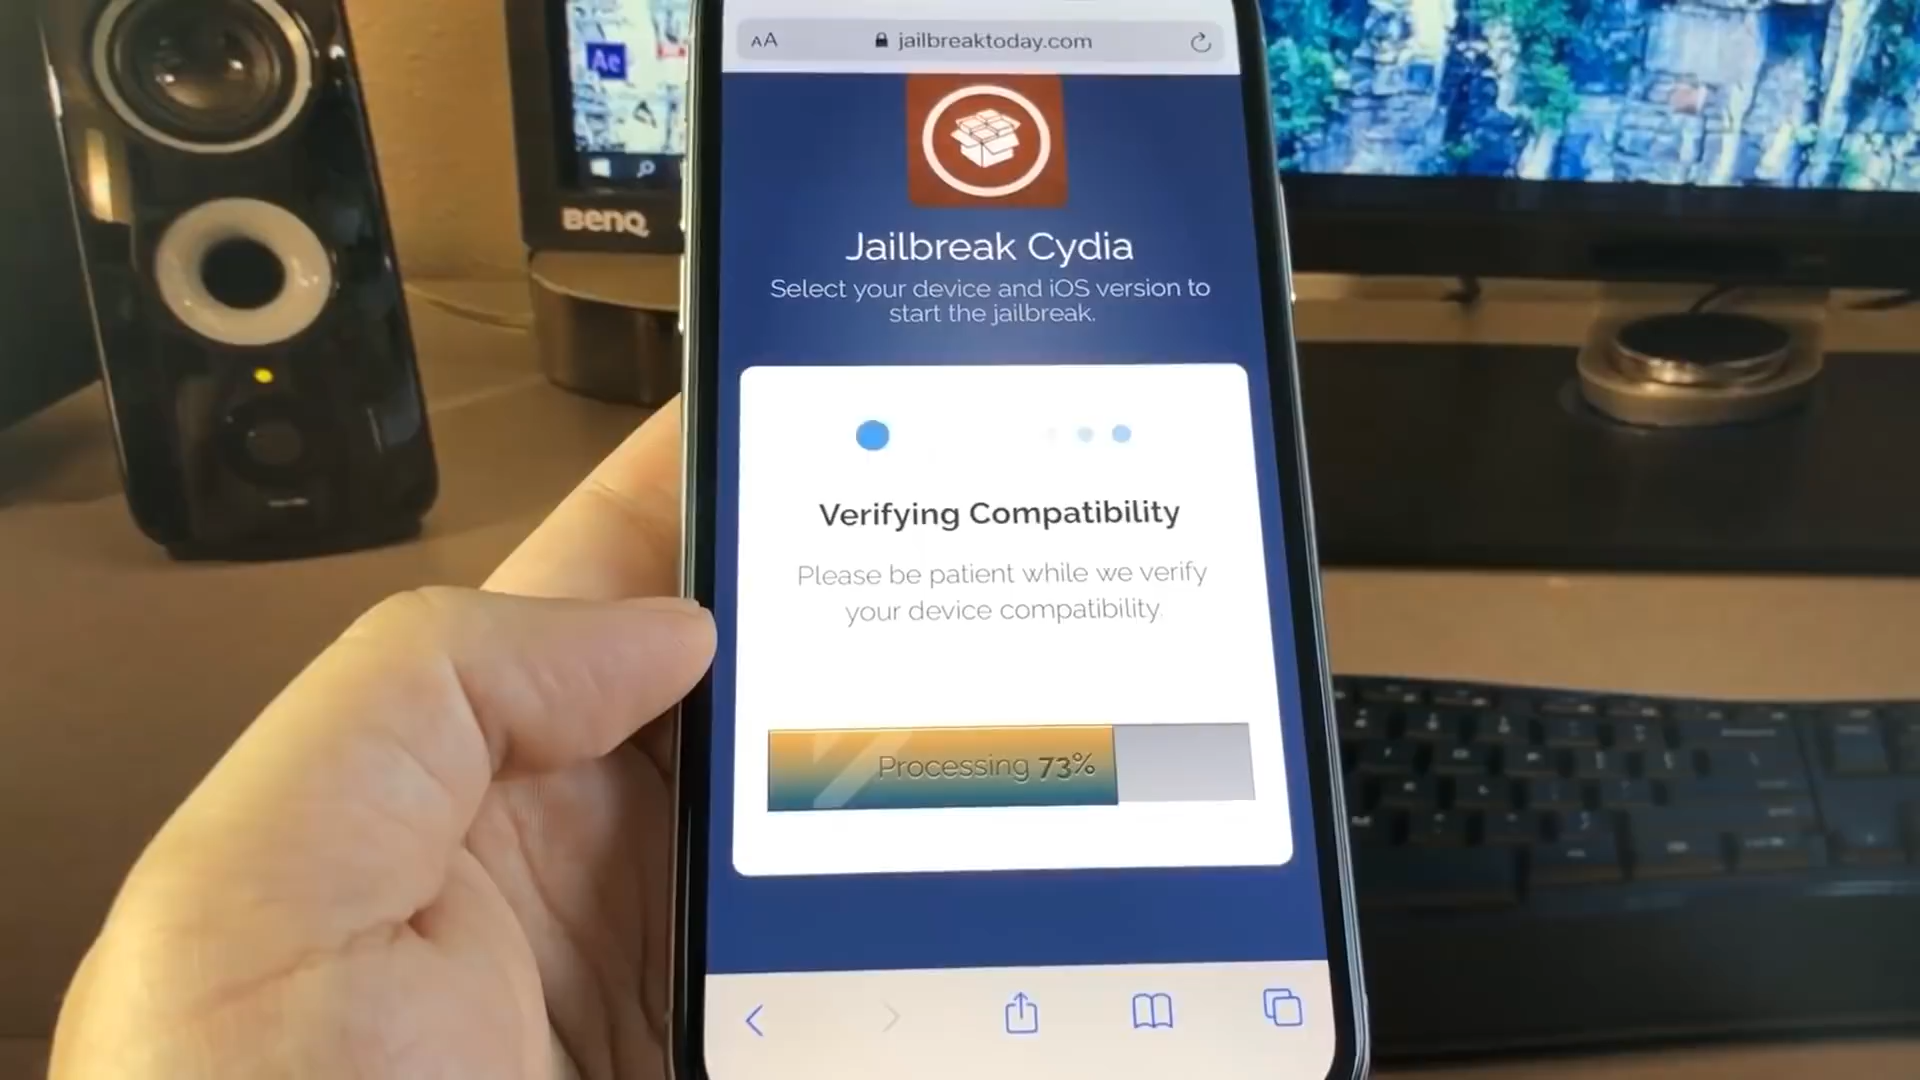 AA jailbreaktoday.com
Ae
BenQ
Jailbreak Cydia
Select your device and iOS version to
start the jailbreak.
Verifying Compatibility
Please be patient while we verify
your device compatibility.
Processing 73%